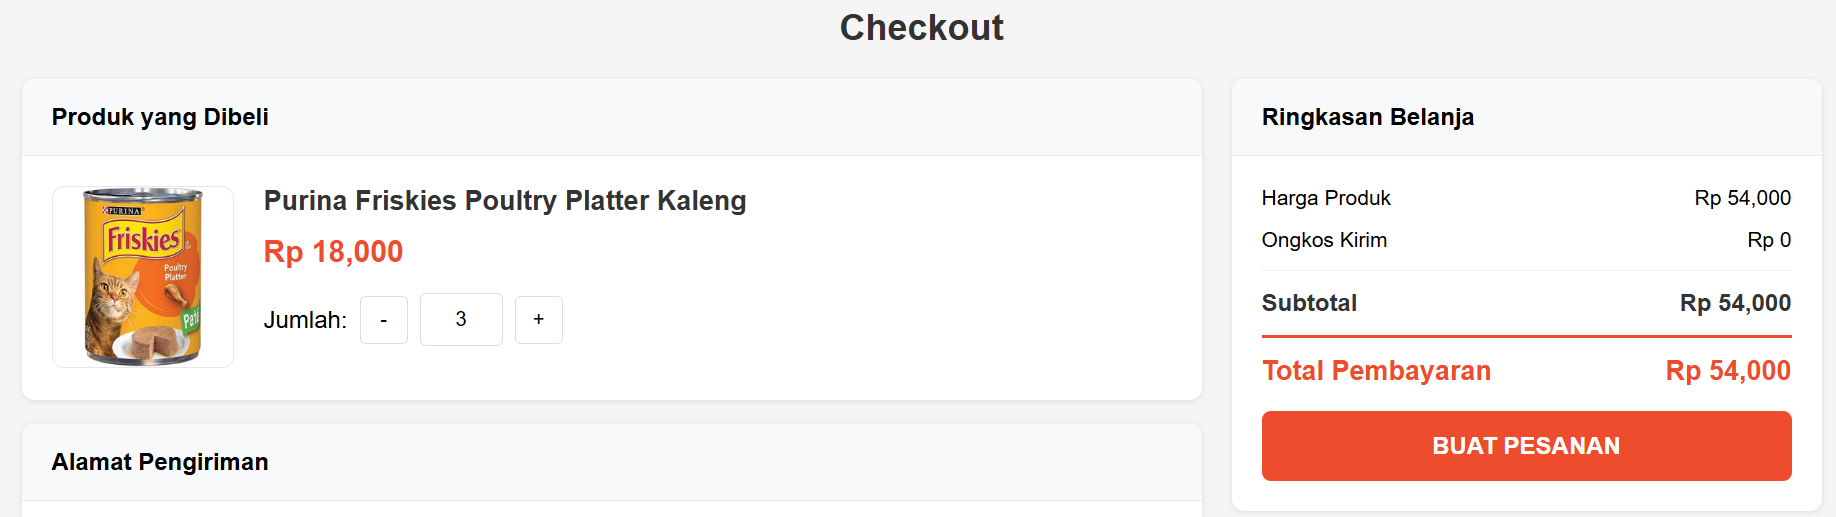 Checkout
Produk yang Dibeli
PURINA
Friskies
Poultry
Platter
Paté
Purina Friskies Poultry Platter Kaleng
Rp 18,000
Jumlah: - 3 +
Alamat Pengiriman
Ringkasan Belanja
Harga Produk Rp 54,000
Ongkos Kirim Rp 0
Subtotal Rp 54,000
Total Pembayaran Rp 54,000
BUAT PESANAN